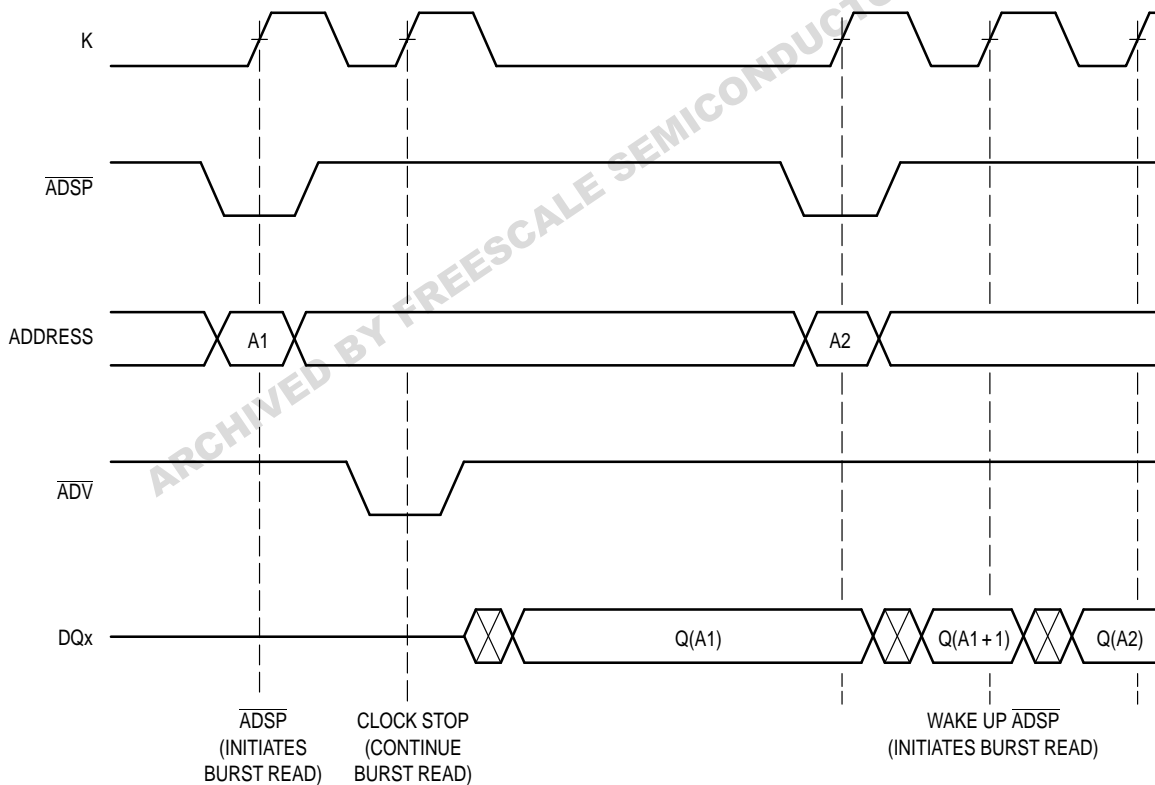 K
ADSP
ADDRESS
A1
A2
ADV
DQx
Q(A1)
Q(A1 + 1)
Q(A2)
ADSP
(INITIATES
BURST READ)
CLOCK STOP
(CONTINUE
BURST READ)
WAKE UP ADSP
(INITIATES BURST READ)
ARCHIVED BY FREESCALE SEMICONDUCTO